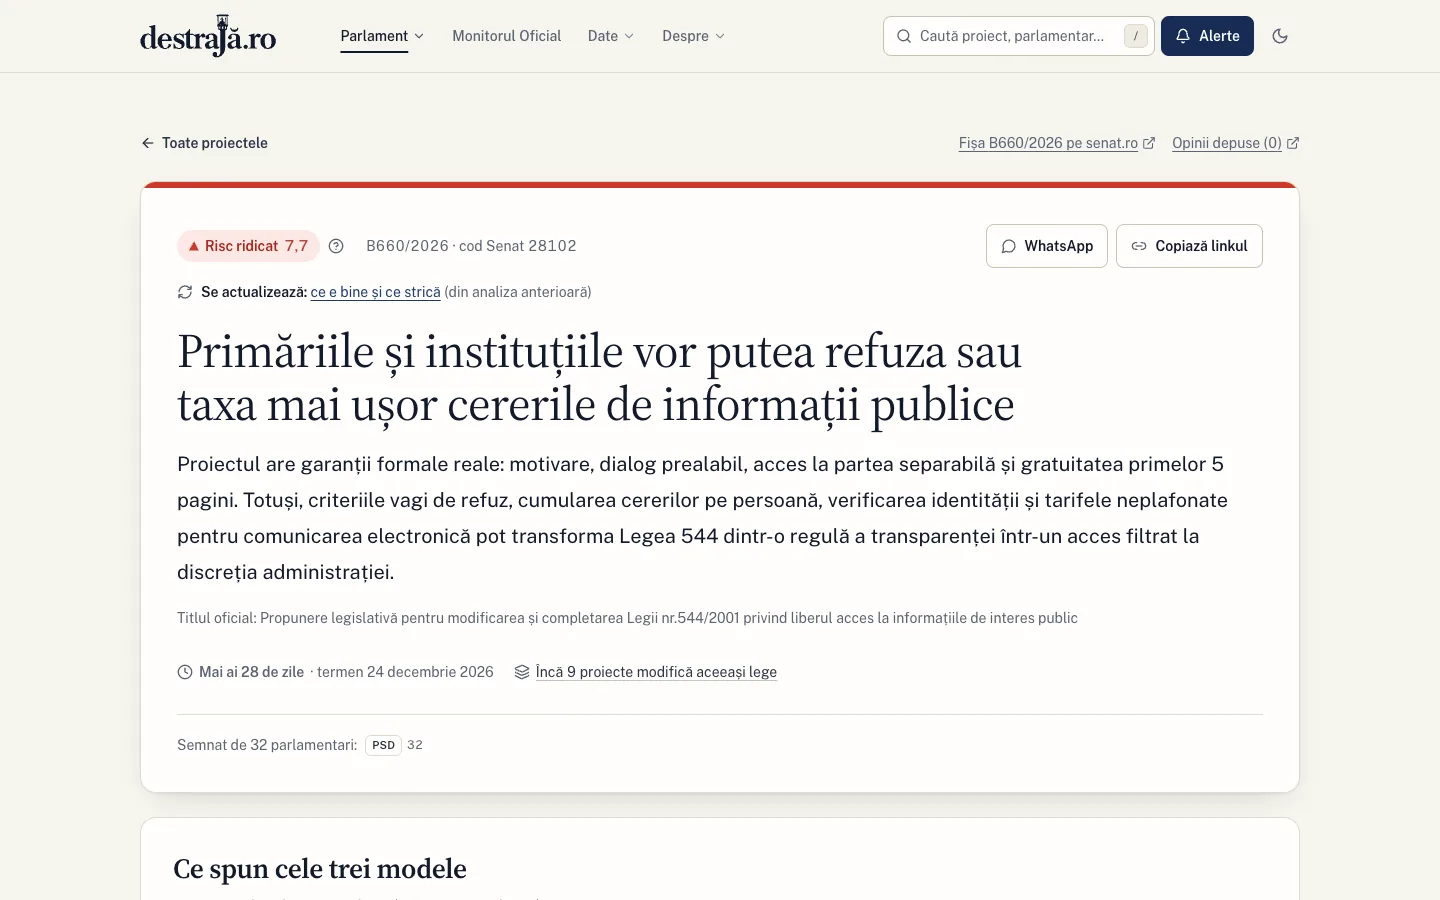 destrajă.ro
Parlament
Monitorul Oficial
Date
Despre
Caută proiect, parlamentar...
/
Alerte
Toate proiectele
Fișa B660/2026 pe senat.ro
Opinii depuse (0)
Risc ridicat 7,7
B660/2026 · cod Senat 28102
WhatsApp
Copiază linkul
Se actualizează: ce e bine și ce strică (din analiza anterioară)
Primăriile și instituțiile vor putea refuza sau
taxa mai ușor cererile de informații publice
Proiectul are garanții formale reale: motivare, dialog prealabil, acces la partea separabilă și gratuitatea primelor 5
pagini. Totuși, criteriile vagi de refuz, cumularea cererilor pe persoană, verificarea identității și tarifele neplafonate
pentru comunicarea electronică pot transforma Legea 544 dintr-o regulă a transparenței într-un acces filtrat la
discreția administrației.
Titlul oficial: Propunere legislativă pentru modificarea și completarea Legii nr.544/2001 privind liberul acces la informațiile de interes public
Mai ai 28 de zile · termen 24 decembrie 2026
Încă 9 proiecte modifică aceeași lege
Semnat de 32 parlamentari: PSD 32
Ce spun cele trei modele